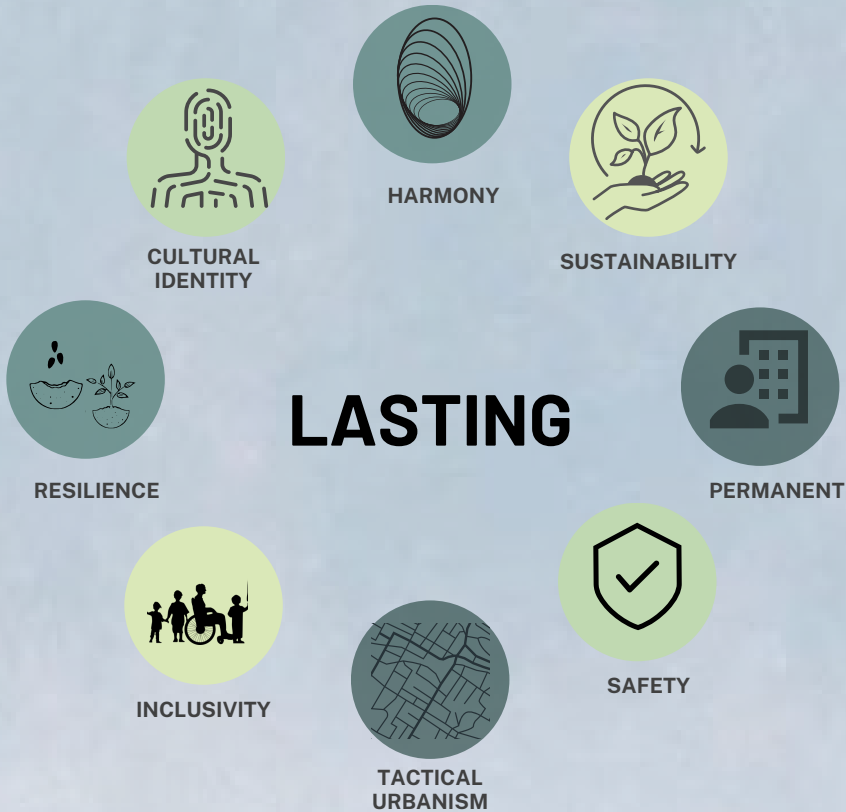 HARMONY
CULTURAL
IDENTITY
SUSTAINABILITY
LASTING
RESILIENCE
PERMANENT
INCLUSIVITY
SAFETY
TACTICAL
URBANISM